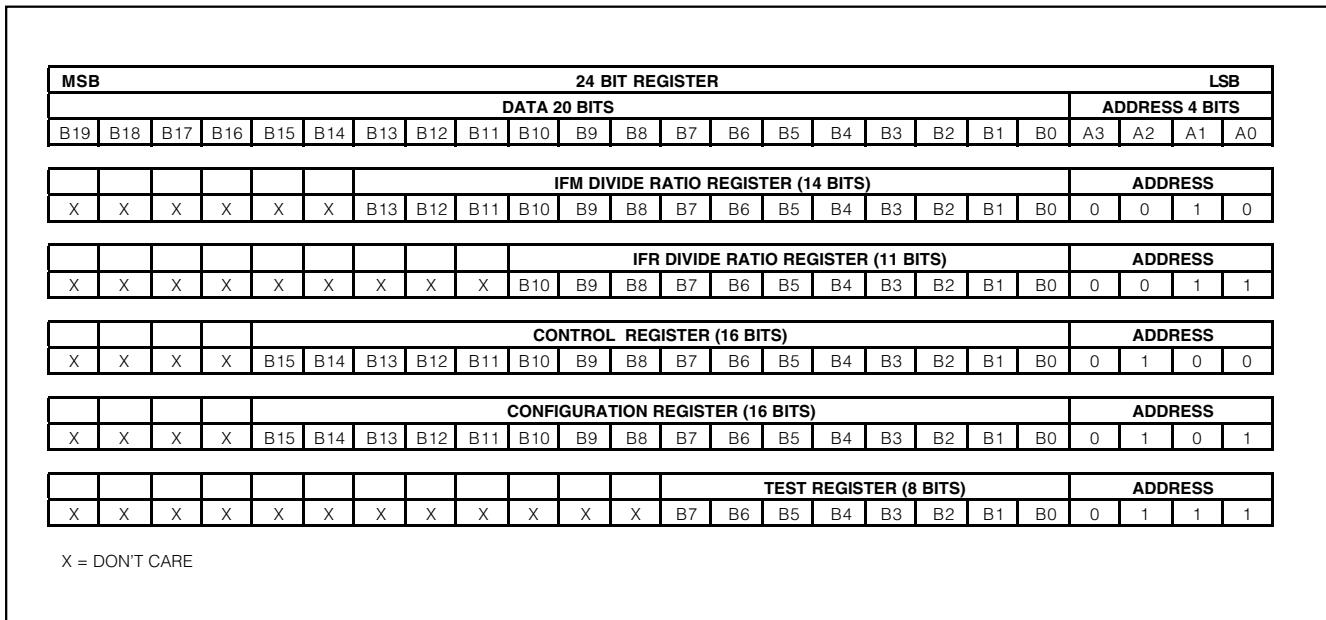 MSB 24 BIT REGISTER LSB
DATA 20 BITS ADDRESS 4 BITS
B19 B18 B17 B16 B15 B14 B13 B12 B11 B10 B9 B8 B7 B6 B5 B4 B3 B2 B1 B0 A3 A2 A1 A0
IFM DIVIDE RATIO REGISTER (14 BITS) ADDRESS
X X X X X X B13 B12 B11 B10 B9 B8 B7 B6 B5 B4 B3 B2 B1 B0 0 0 1 0
IFR DIVIDE RATIO REGISTER (11 BITS) ADDRESS
X X X X X X X X X B10 B9 B8 B7 B6 B5 B4 B3 B2 B1 B0 0 0 1 1
CONTROL REGISTER (16 BITS) ADDRESS
X X X X B15 B14 B13 B12 B11 B10 B9 B8 B7 B6 B5 B4 B3 B2 B1 B0 0 1 0 0
CONFIGURATION REGISTER (16 BITS) ADDRESS
X X X X B15 B14 B13 B12 B11 B10 B9 B8 B7 B6 B5 B4 B3 B2 B1 B0 0 1 0 1
TEST REGISTER (8 BITS) ADDRESS
X X X X X X X X X X X X B7 B6 B5 B4 B3 B2 B1 B0 0 1 1 1
X = DON'T CARE